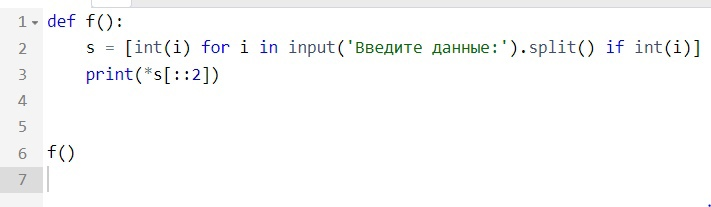 1 def f():
2 s = [int(i) for i in input('Введите данные:').split() if int(i)]
3 print(*s[::2])
4
5
6 f()
7